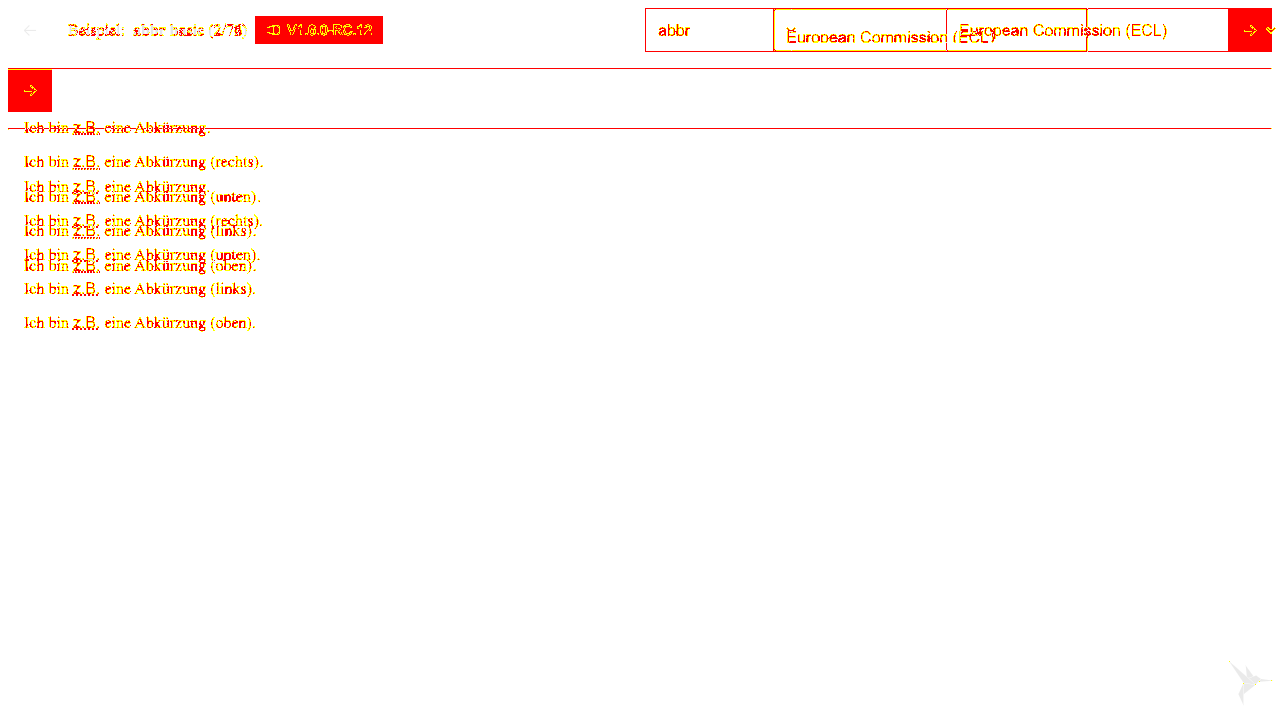 Beispiel: abbr basic (2/7
V1.0.0-RC.12
abbr
European Commission (ECL)
European Commission (ECL)
Ich bin z.B. eine Abkürzung.
Ich bin z.B. eine Abkürzung (rechts).
Ich bin z.B. eine Abkürzung.
Ich bin z.B. eine Abkürzung (unten).
Ich bin z.B. eine Abkürzung (rechts).
Ich bin z.B. eine Abkürzung (links).
Ich bin z.B. eine Abkürzung (unten).
Ich bin z.B. eine Abkürzung (oben).
Ich bin z.B. eine Abkürzung (links).
Ich bin z.B. eine Abkürzung (oben).